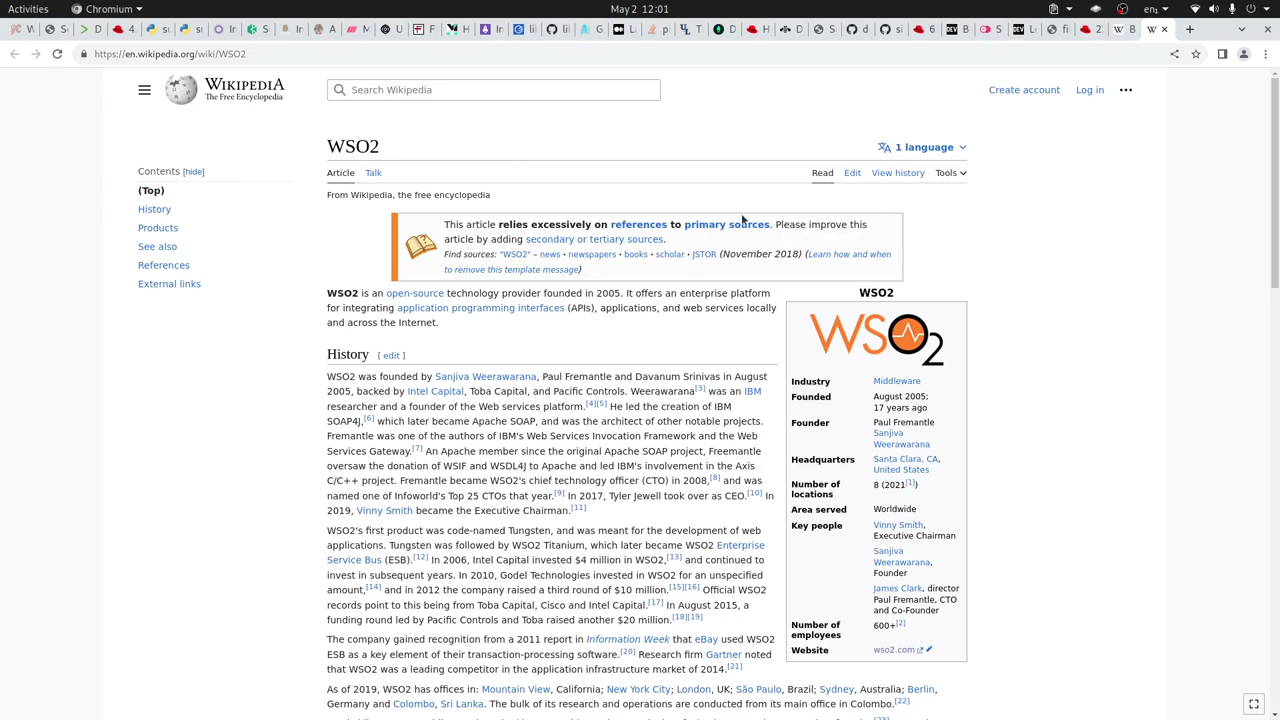 Activities
Chromium
May 2 12:01
https://en.wikipedia.org/wiki/WSO2
WIKIPEDIA
The Free Encyclopedia
Search Wikipedia
Create account
Log in
WSO2
1 language
Contents [hide]
(Top)
History
Products
See also
References
External links
Article
Talk
Read
Edit
View history
Tools
From Wikipedia, the free encyclopedia
This article relies excessively on references to primary sources. Please improve this
article by adding secondary or tertiary sources.
Find sources: "WSO2" – news • newspapers • books • scholar • JSTOR (November 2018) (Learn how and when
to remove this template message)
WSO2 is an open-source technology provider founded in 2005. It offers an enterprise platform
for integrating application programming interfaces (APIs), applications, and web services locally
and across the Internet.
History [ edit ]
WSO2 was founded by Sanjiva Weerawarana, Paul Fremantle and Davanum Srinivas in August
2005, backed by Intel Capital, Toba Capital, and Pacific Controls. Weerawarana[3] was an IBM
researcher and a founder of the Web services platform.[4][5] He led the creation of IBM
SOAP4J,[6] which later became Apache SOAP, and was the architect of other notable projects.
Fremantle was one of the authors of IBM's Web Services Invocation Framework and the Web
Services Gateway.[7] An Apache member since the original Apache SOAP project, Freemantle
oversaw the donation of WSIF and WSDL4J to Apache and led IBM's involvement in the Axis
C/C++ project. Fremantle became WSO2's chief technology officer (CTO) in 2008,[8] and was
named one of Infoworld's Top 25 CTOs that year.[9] In 2017, Tyler Jewell took over as CEO.[10] In
2019, Vinny Smith became the Executive Chairman.[11]
WSO2's first product was code-named Tungsten, and was meant for the development of web
applications. Tungsten was followed by WSO2 Titanium, which later became WSO2 Enterprise
Service Bus (ESB).[12] In 2006, Intel Capital invested $4 million in WSO2,[13] and continued to
invest in subsequent years. In 2010, Godel Technologies invested in WSO2 for an unspecified
amount,[14] and in 2012 the company raised a third round of $10 million.[15][16] Official WSO2
records point to this being from Toba Capital, Cisco and Intel Capital.[17] In August 2015, a
funding round led by Pacific Controls and Toba raised another $20 million.[18][19]
The company gained recognition from a 2011 report in Information Week that eBay used WSO2
ESB as a key element of their transaction-processing software.[20] Research firm Gartner noted
that WSO2 was a leading competitor in the application infrastructure market of 2014.[21]
As of 2019, WSO2 has offices in: Mountain View, California; New York City; London, UK; São Paulo, Brazil; Sydney, Australia; Berlin,
Germany and Colombo, Sri Lanka. The bulk of its research and operations are conducted from its main office in Colombo.[22]
WSO2
WSO2
Industry Middleware
Founded August 2005;
17 years ago
Founder Paul Fremantle
Sanjiva
Weerawarana
Headquarters Santa Clara, CA,
United States
Number of
locations 8 (2021[1])
Area served Worldwide
Key people Vinny Smith,
Executive Chairman
Sanjiva
Weerawarana,
Founder
James Clark, director
Paul Fremantle, CTO
and Co-Founder
Number of
employees 600+[2]
Website wso2.com